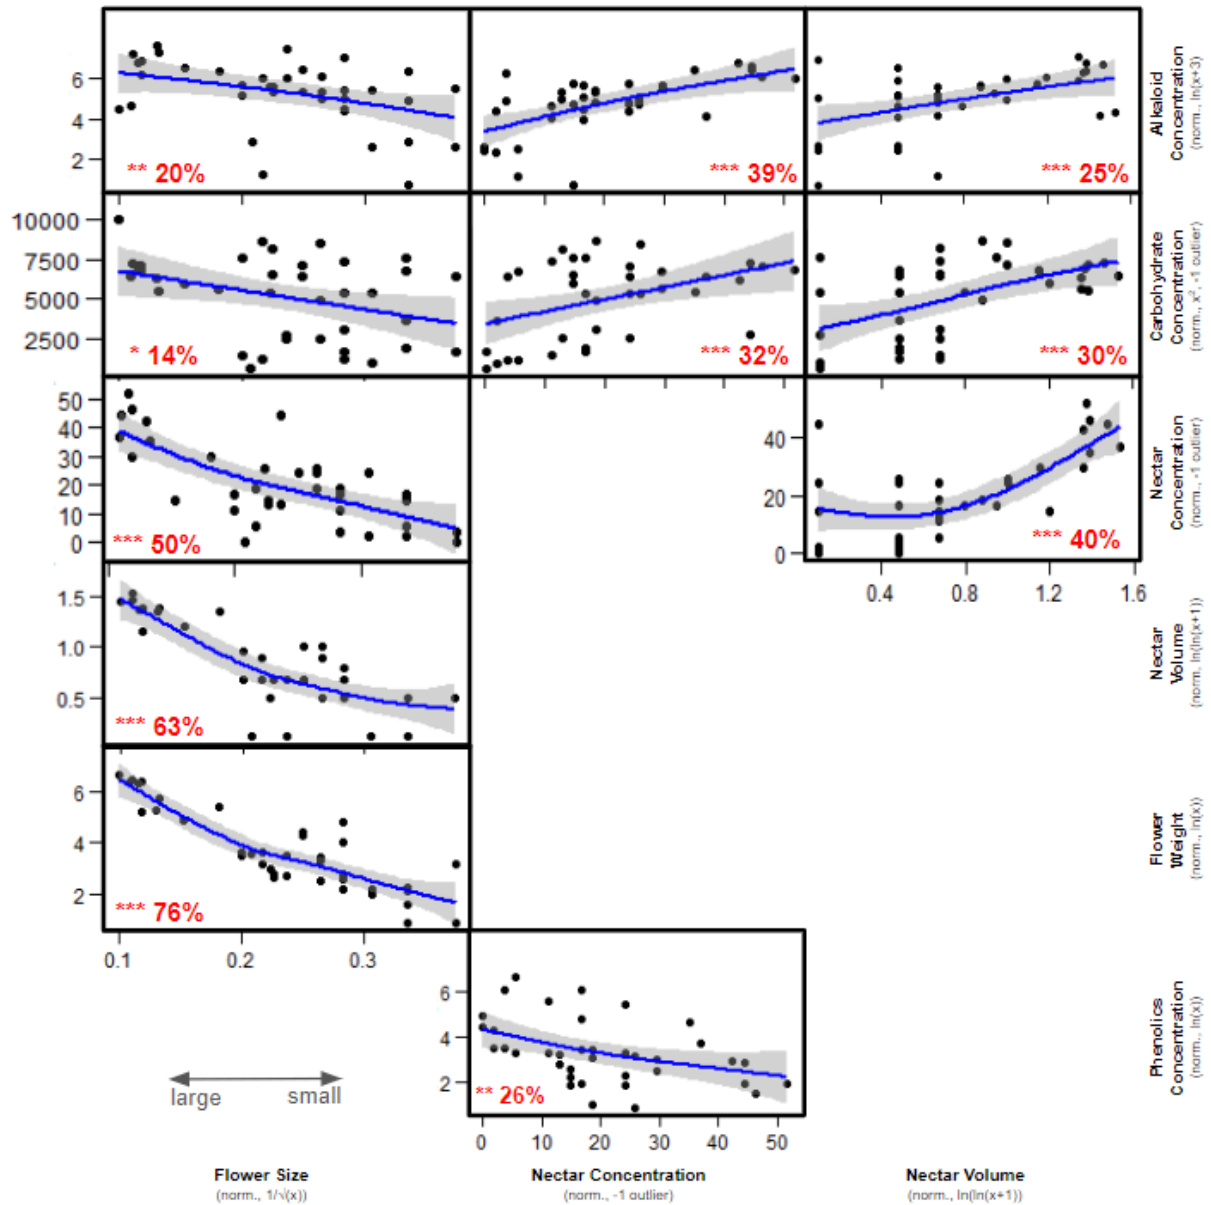 6
4
2
** 20%
*** 39%
*** 25%
Alkaloid
Concentration
(norm., ln(x+3)
10000
7500
5000
2500
* 14%
*** 32%
*** 30%
Carbohydrate
Concentration
(norm., x², -1 outlier)
50
40
30
20
10
0
*** 50%
40
20
0
*** 40%
0.4 0.8 1.2 1.6
Nectar
Concentration
(norm., -1 outlier)
1.5
1.0
0.5
*** 63%
Nectar
Volume
(norm., ln(ln(x+1))
6
4
2
*** 76%
0.1 0.2 0.3
Flower
Weight
(norm., ln(x))
6
4
2
** 26%
0 10 20 30 40 50
Phenolics
Concentration
(norm., ln(x))
large small
Flower Size
(norm., 1/√(x))
Nectar Concentration
(norm., -1 outlier)
Nectar Volume
(norm., ln(ln(x+1))